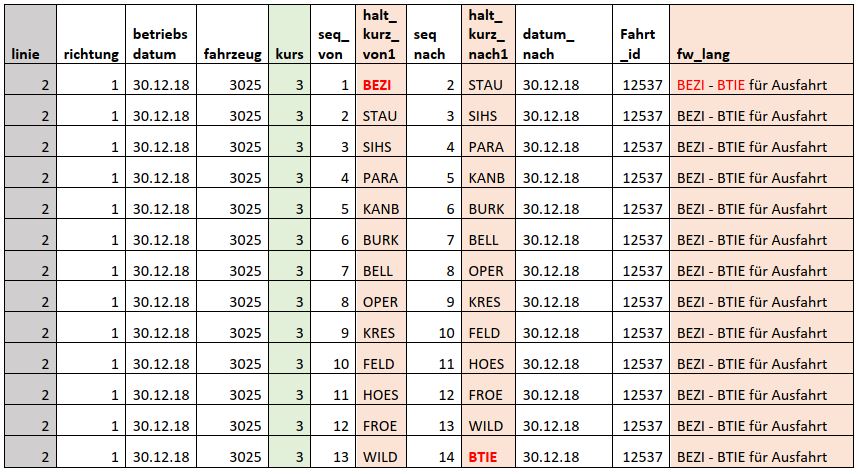 linie richtung betriebs datum fahrzeug kurs seq_ von halt_ kurz_ von1 seq nach halt_ kurz_ nach1 datum_ nach Fahrt _id fw_lang
2 1 30.12.18 3025 3 1 BEZI 2 STAU 30.12.18 12537 BEZI - BTIE für Ausfahrt
2 1 30.12.18 3025 3 2 STAU 3 SIHS 30.12.18 12537 BEZI - BTIE für Ausfahrt
2 1 30.12.18 3025 3 3 SIHS 4 PARA 30.12.18 12537 BEZI - BTIE für Ausfahrt
2 1 30.12.18 3025 3 4 PARA 5 KANB 30.12.18 12537 BEZI - BTIE für Ausfahrt
2 1 30.12.18 3025 3 5 KANB 6 BURK 30.12.18 12537 BEZI - BTIE für Ausfahrt
2 1 30.12.18 3025 3 6 BURK 7 BELL 30.12.18 12537 BEZI - BTIE für Ausfahrt
2 1 30.12.18 3025 3 7 BELL 8 OPER 30.12.18 12537 BEZI - BTIE für Ausfahrt
2 1 30.12.18 3025 3 8 OPER 9 KRES 30.12.18 12537 BEZI - BTIE für Ausfahrt
2 1 30.12.18 3025 3 9 KRES 10 FELD 30.12.18 12537 BEZI - BTIE für Ausfahrt
2 1 30.12.18 3025 3 10 FELD 11 HOES 30.12.18 12537 BEZI - BTIE für Ausfahrt
2 1 30.12.18 3025 3 11 HOES 12 FROE 30.12.18 12537 BEZI - BTIE für Ausfahrt
2 1 30.12.18 3025 3 12 FROE 13 WILD 30.12.18 12537 BEZI - BTIE für Ausfahrt
2 1 30.12.18 3025 3 13 WILD 14 BTIE 30.12.18 12537 BEZI - BTIE für Ausfahrt